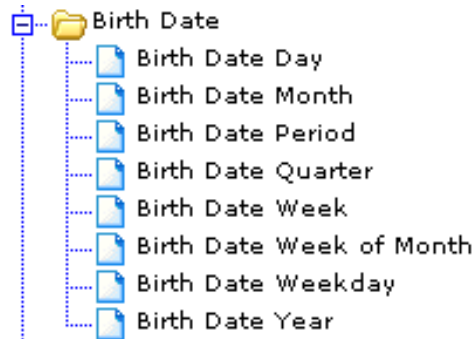 Birth Date
Birth Date Day
Birth Date Month
Birth Date Period
Birth Date Quarter
Birth Date Week
Birth Date Week of Month
Birth Date Weekday
Birth Date Year